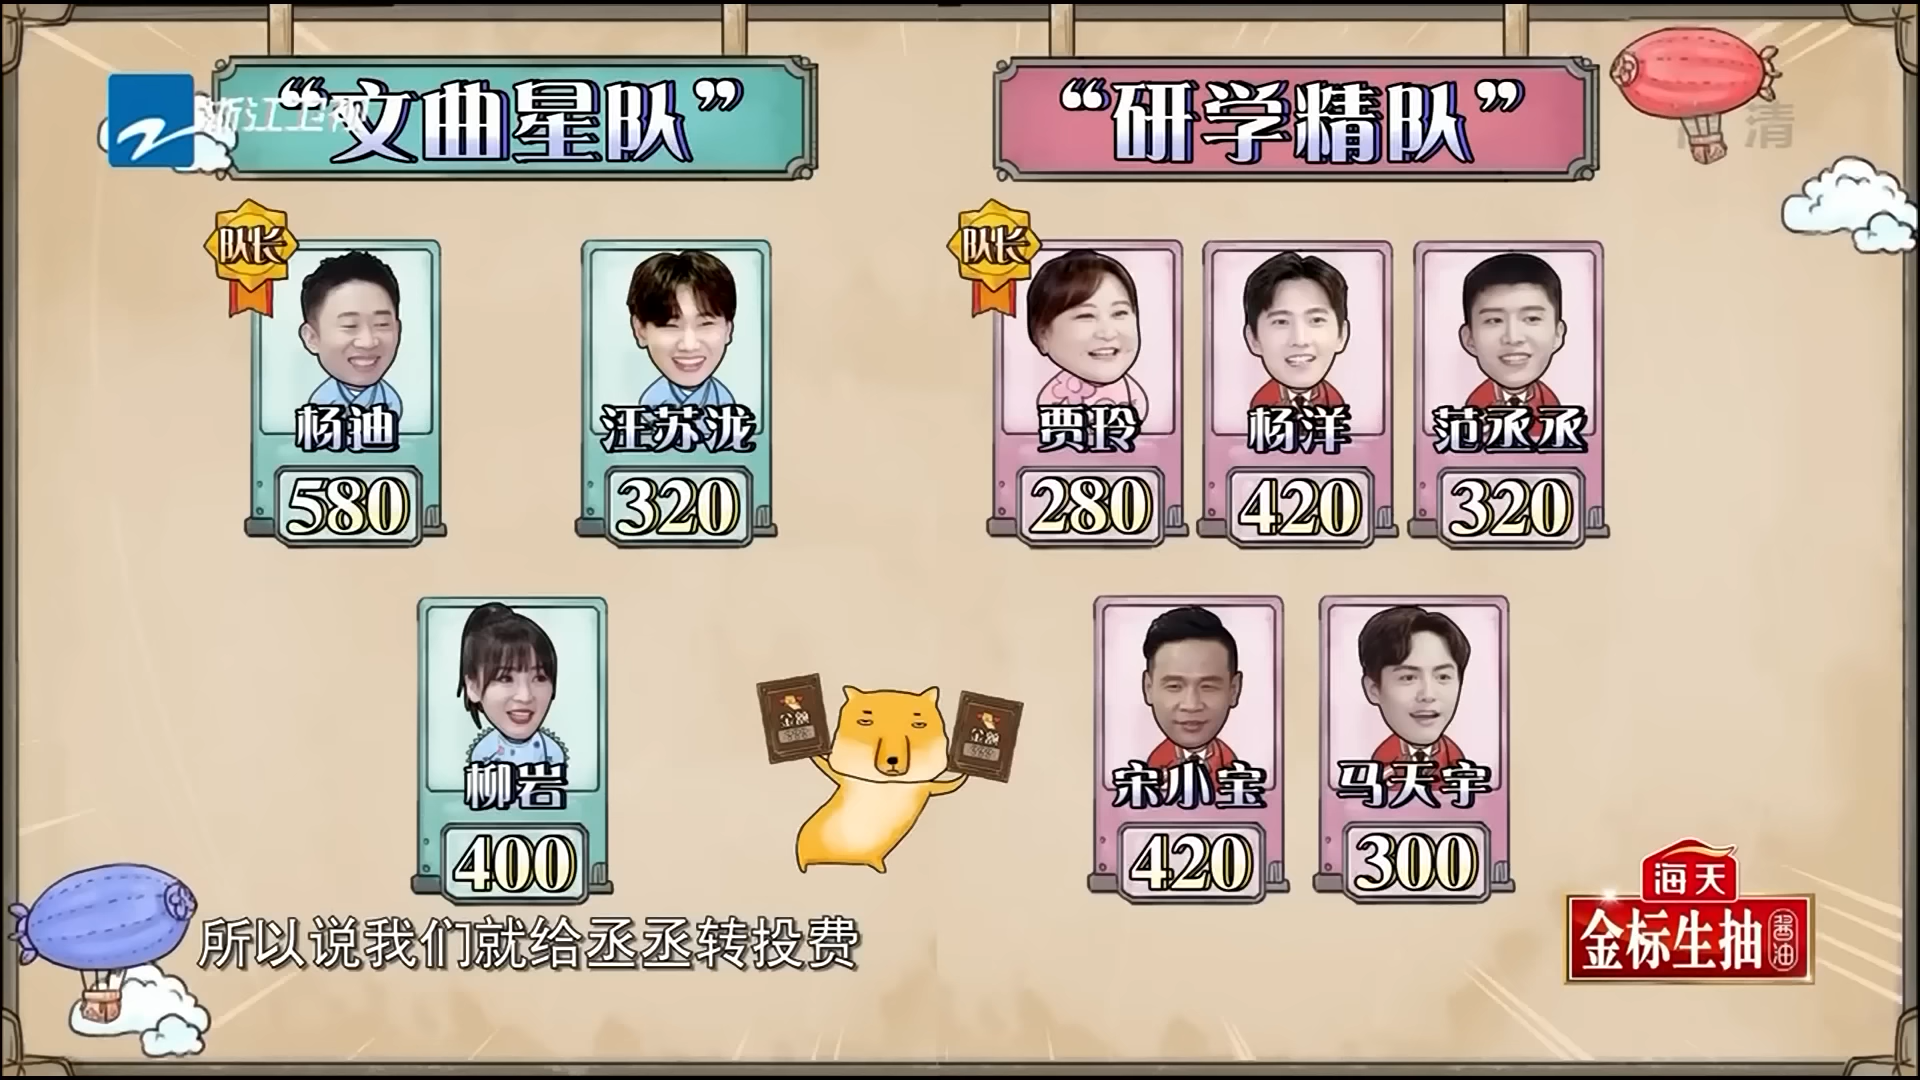 浙江卫视
“文曲星队”
“研学精队”
清
队长
杨迪
580
汪苏泷
320
队长
贾玲
280
杨洋
420
范丞丞
320
柳岩
400
宋小宝
420
马天宇
300
所以说我们就给丞丞转投费
海天
金标生抽
酱油